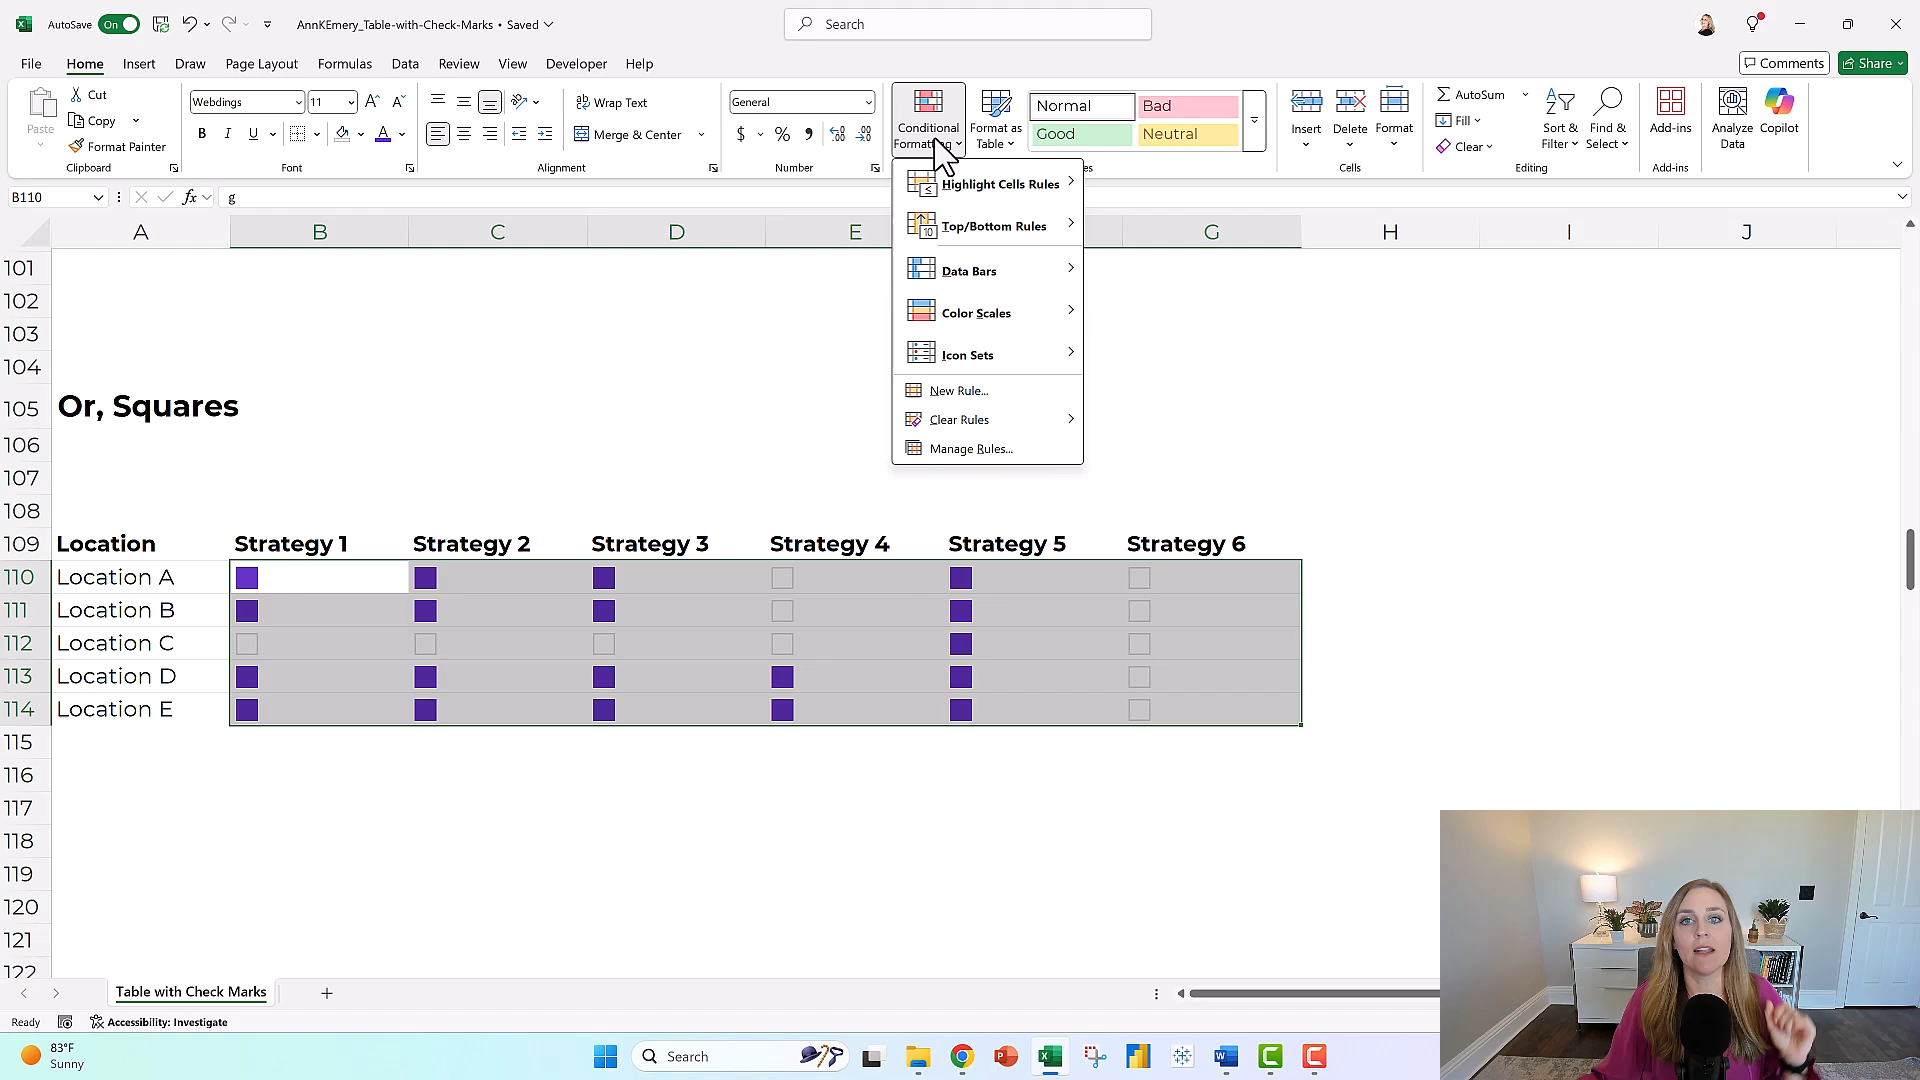 AutoSave On AnnKEmery_Table-with-Check-Marks • Saved Search
File Home Insert Draw Page Layout Formulas Data Review View Developer Help Comments Share
Paste Cut Copy Format Painter Clipboard
Webdings 11 B I U A Font
ab Wrap Text Merge & Center Alignment
General $ % 9 Number
Conditional Formatting
Format as Table
Normal Bad Good Neutral
Insert Delete Format Cells
AutoSum Fill Clear Sort & Filter Find & Select Editing
Add-ins Add-ins
Analyze Data Copilot
B110 fx g
Highlight Cells Rules
Top/Bottom Rules
Data Bars
Color Scales
Icon Sets
New Rule...
Clear Rules
Manage Rules...
A B C D E G H I J
101
102
103
104
105 Or, Squares
106
107
108
109 Location Strategy 1 Strategy 2 Strategy 3 Strategy 4 Strategy 5 Strategy 6
110 Location A
111 Location B
112 Location C
113 Location D
114 Location E
115
116
117
118
119
120
121
122
Table with Check Marks
Ready Accessibility: Investigate
83°F
Sunny
Search